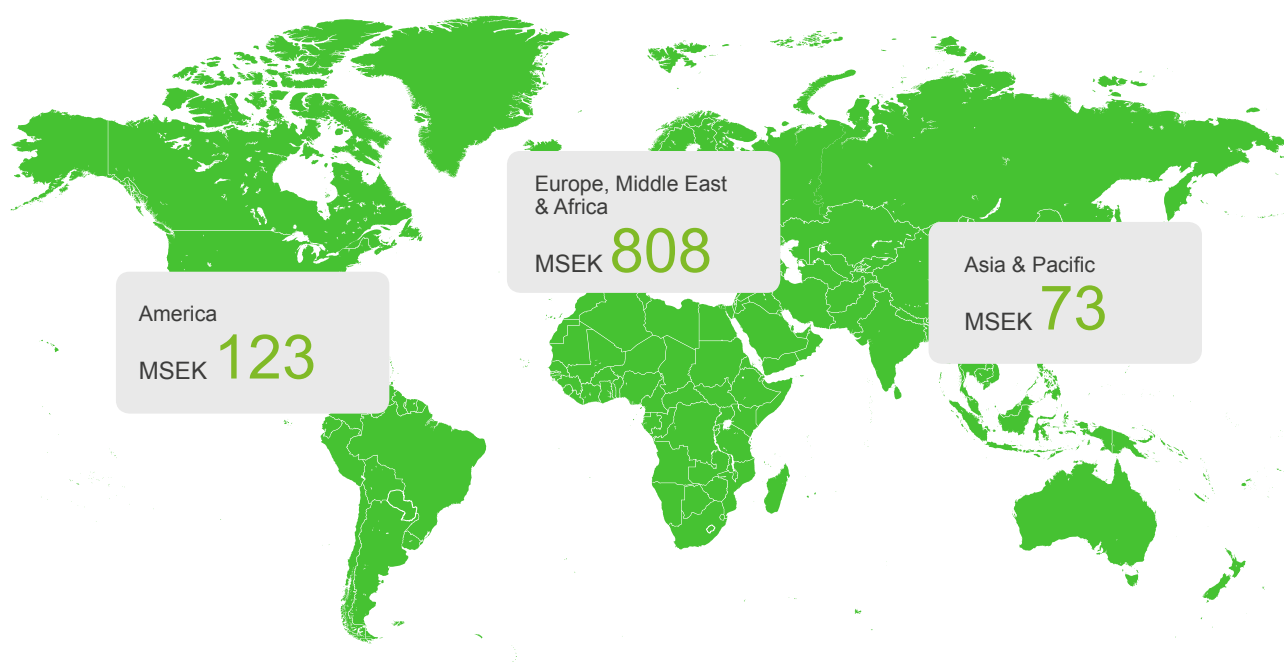 Europe, Middle East
& Africa
MSEK 808
Asia & Pacific
MSEK 73
America
MSEK 123